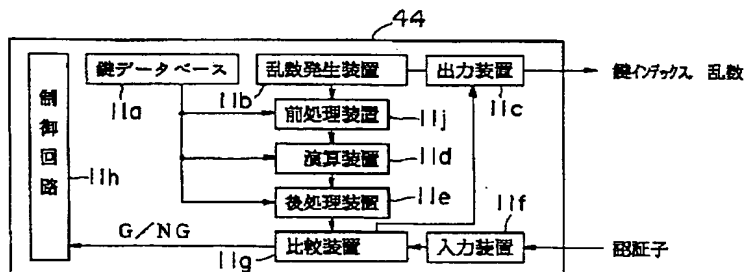 44
鍵データベース
11a
乱数発生装置
11b
出力装置
11c
鍵インデックス 乱数
制御回路
11h
前処理装置
11j
演算装置
11d
後処理装置
11e
11f
G/NG
比較装置
11g
入力装置
認証子